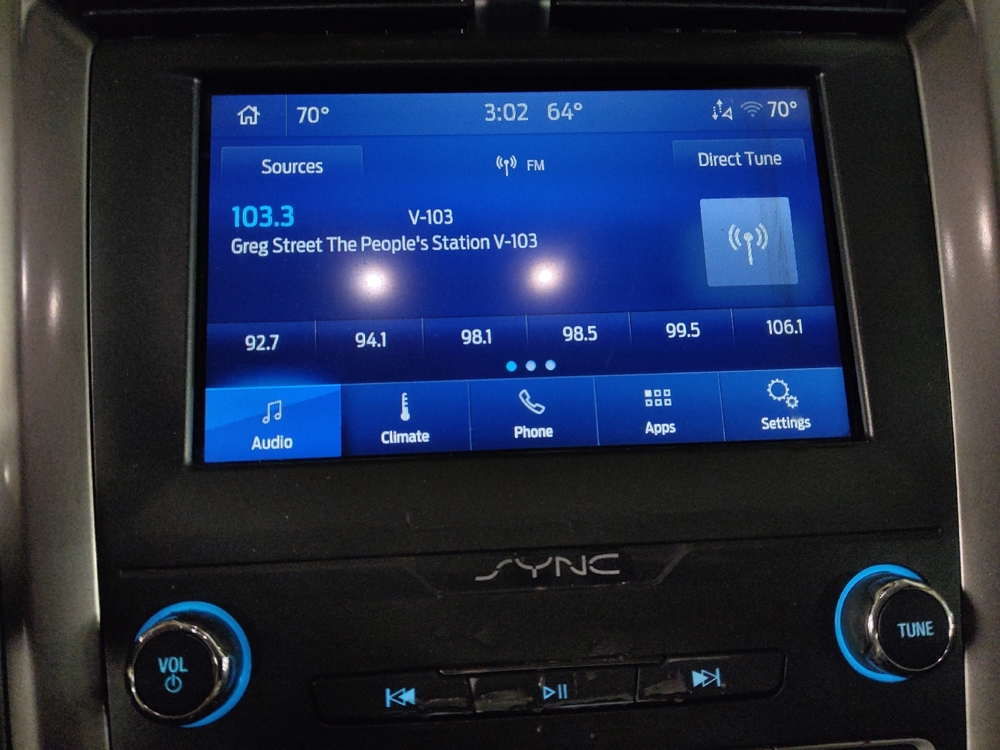 70° 3:02 64° 70°
Sources FM Direct Tune
103.3 V-103
Greg Street The People's Station V-103
92.7 94.1 98.1 98.5 99.5 106.1
Audio Climate Phone Apps Settings
SYNC
VOL TUNE